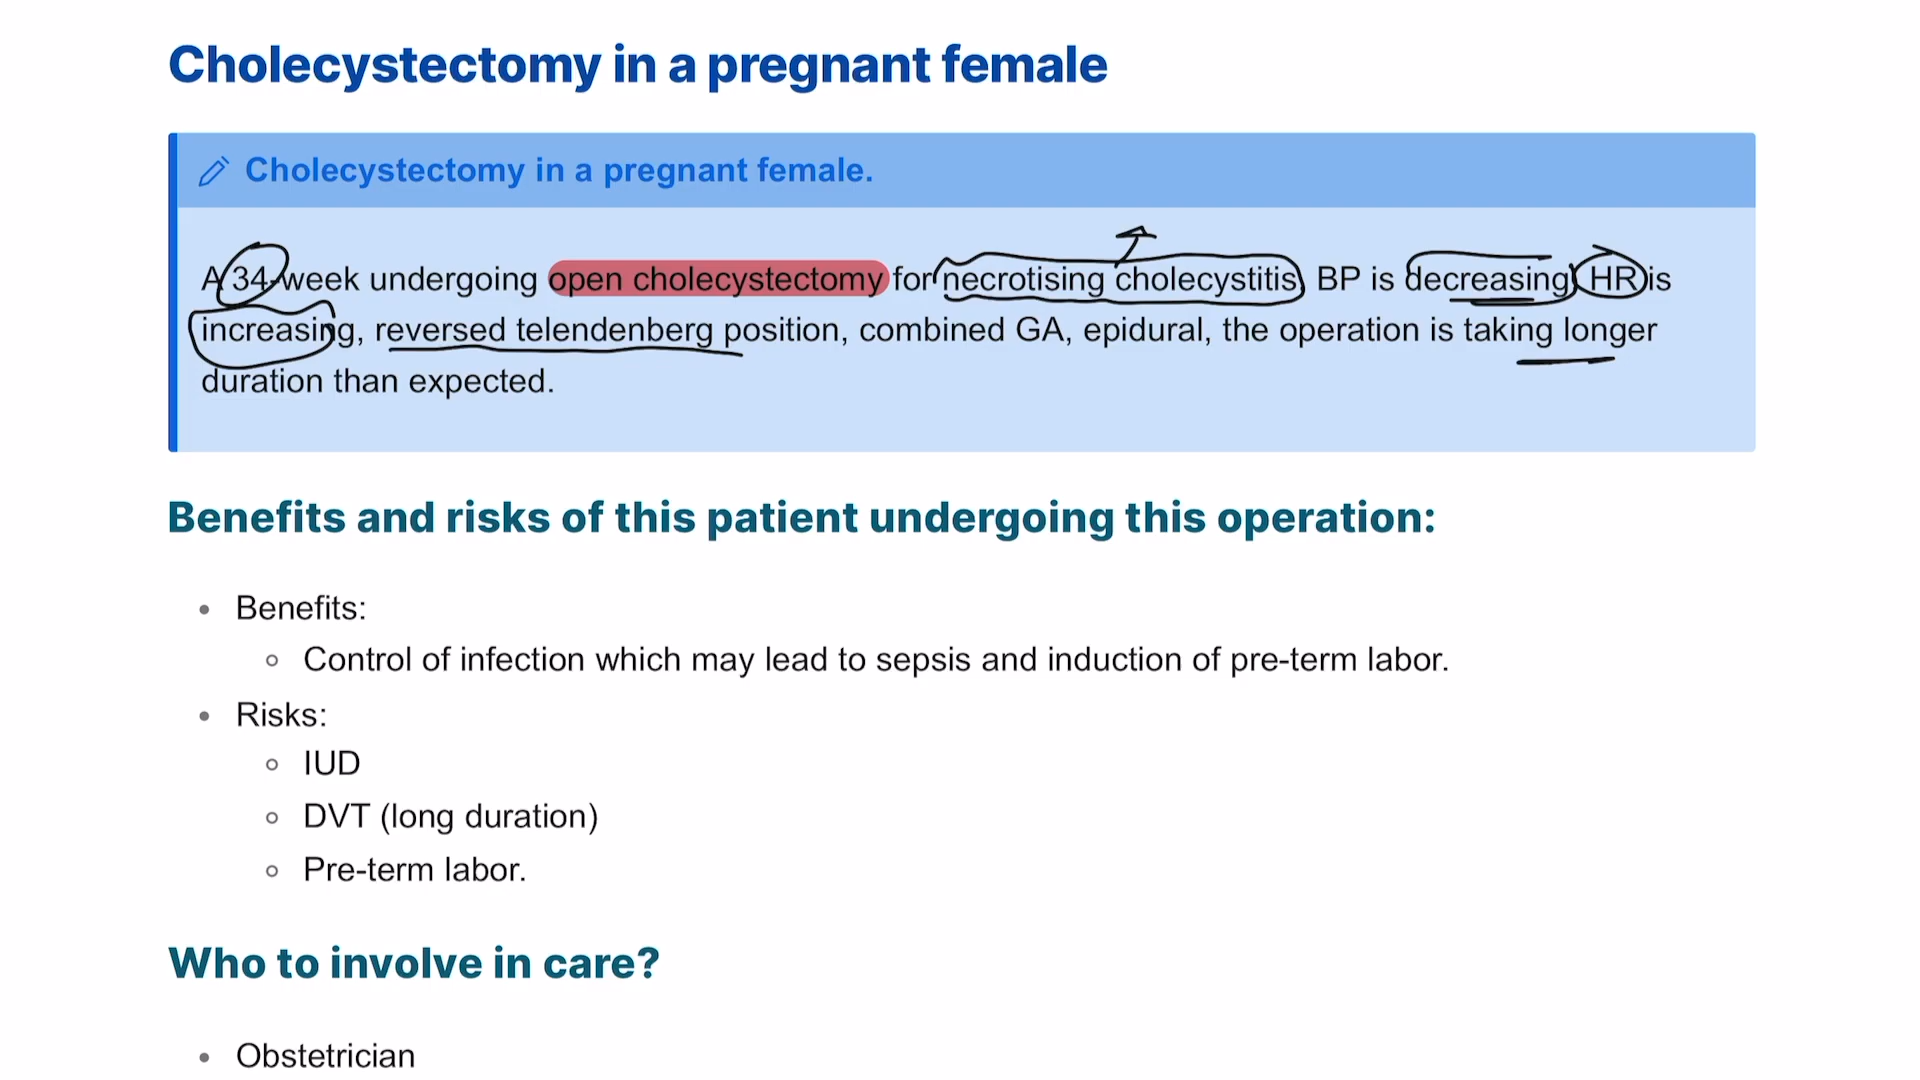 Cholecystectomy in a pregnant female
Cholecystectomy in a pregnant female.
A 34-week undergoing open cholecystectomy for necrotising cholecystitis, BP is decreasing, HR is
increasing, reversed telendenberg position, combined GA, epidural, the operation is taking longer
duration than expected.
Benefits and risks of this patient undergoing this operation:
Benefits:
Control of infection which may lead to sepsis and induction of pre-term labor.
Risks:
IUD
DVT (long duration)
Pre-term labor.
Who to involve in care?
Obstetrician